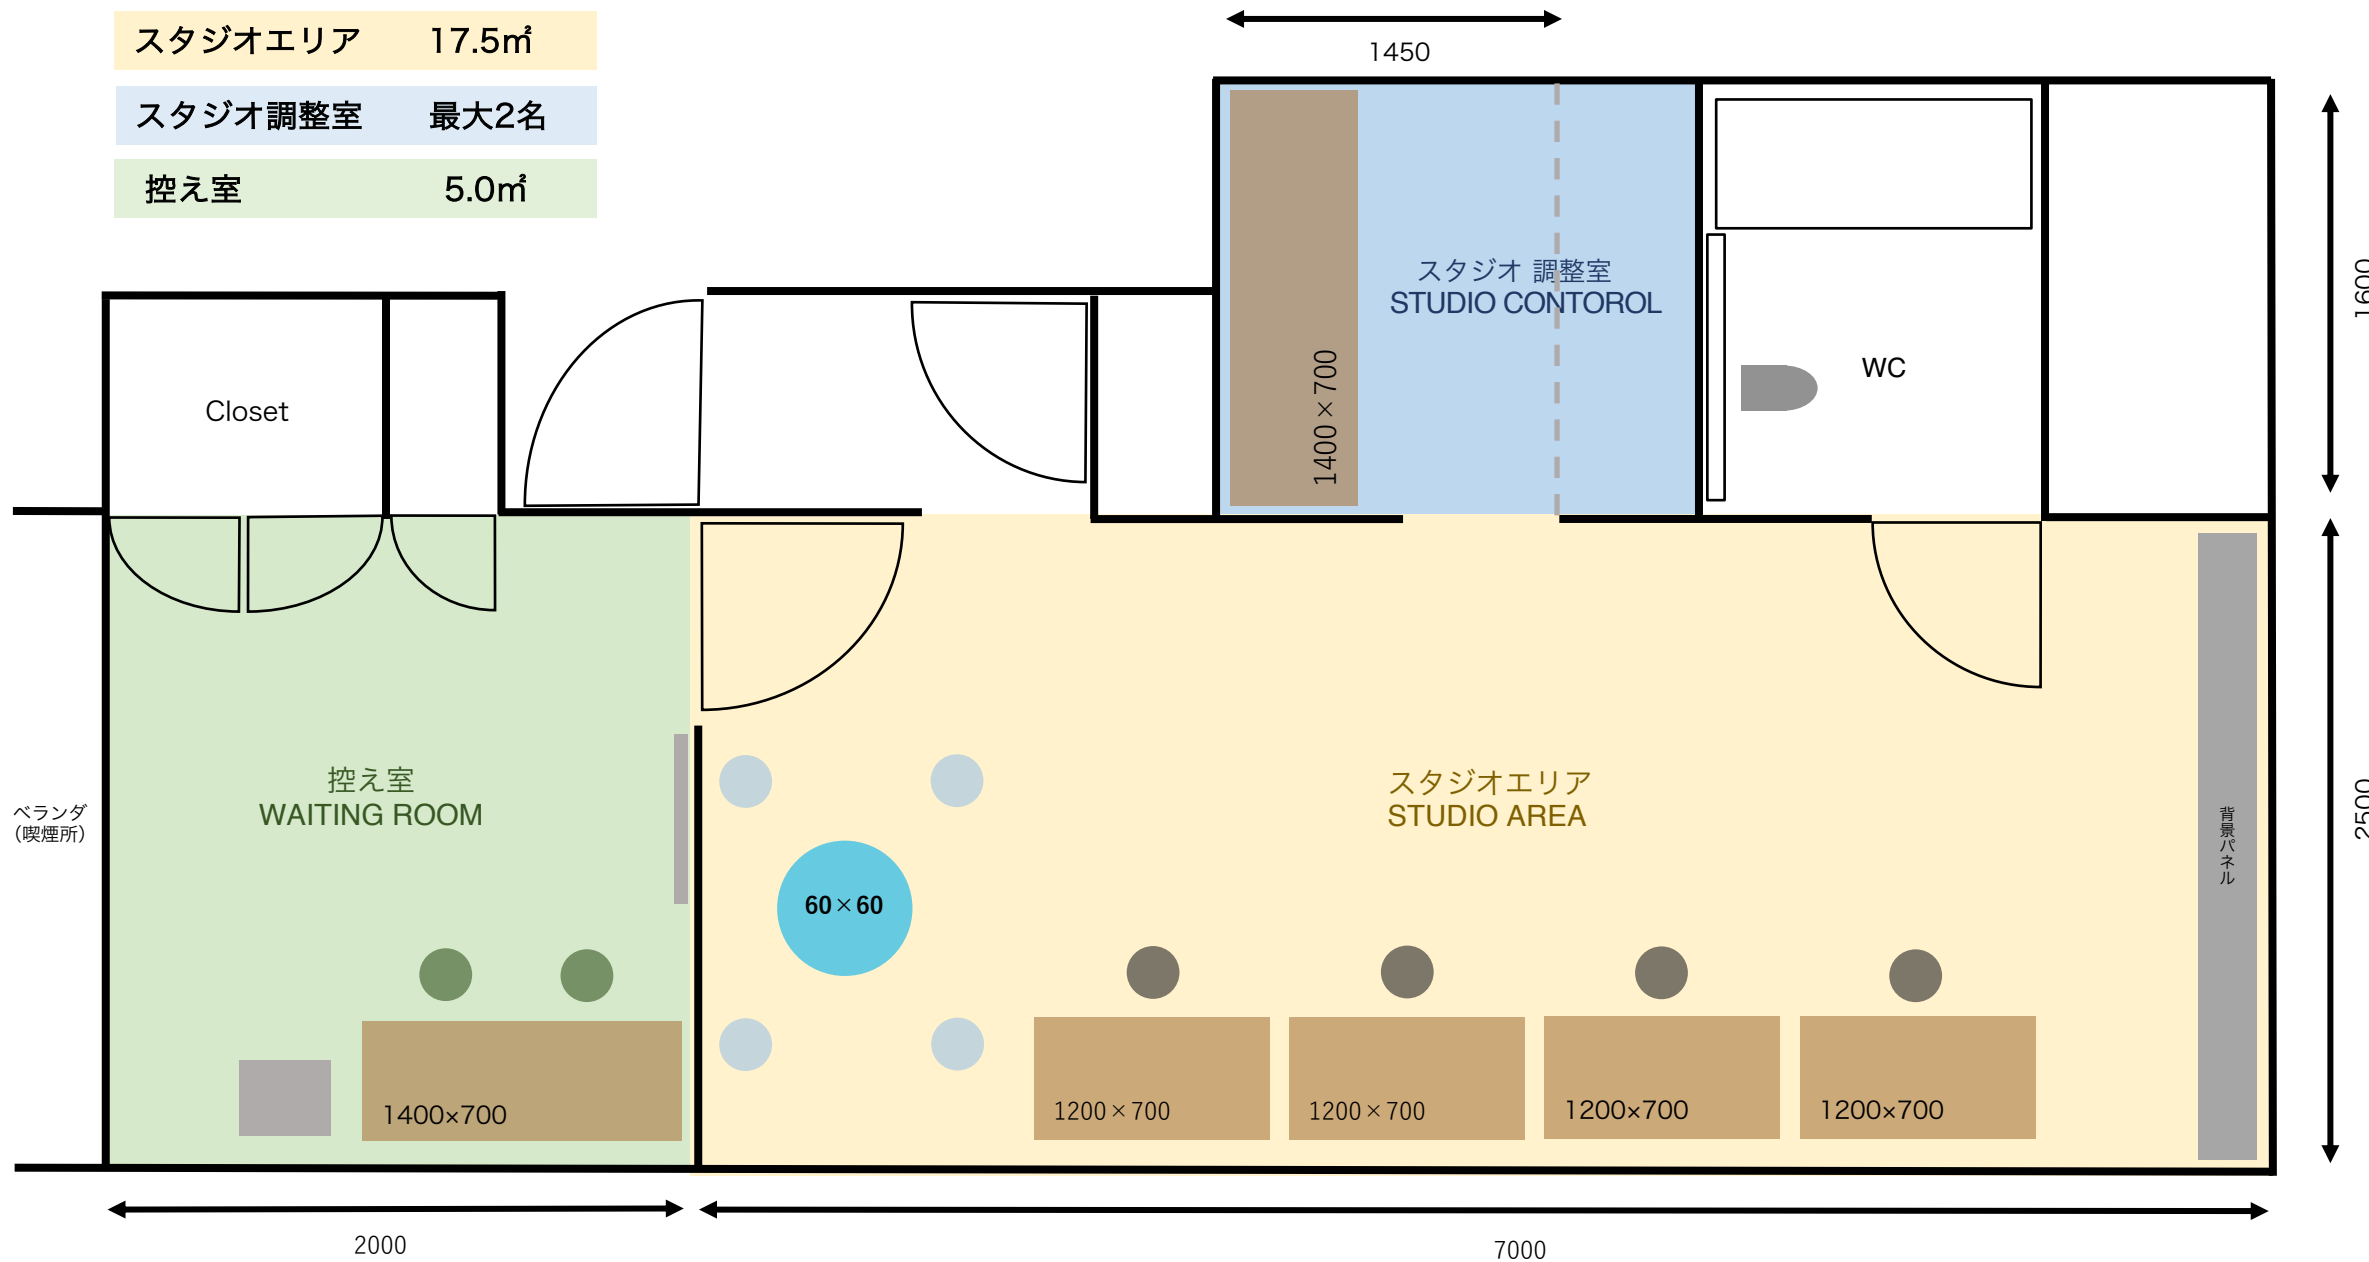 スタジオエリア 17.5㎡
スタジオ調整室 最大2名
控え室 5.0㎡
1450
1600
スタジオ 調整室
STUDIO CONTOROL
1400×700
WC
Closet
控え室
WAITING ROOM
スタジオエリア
STUDIO AREA
ベランダ
(喫煙所)
背景パネル
2500
60×60
1400×700
1200×700
1200×700
1200×700
1200×700
2000
7000